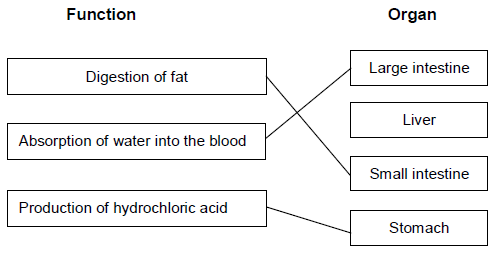 Function
Organ
Digestion of fat
Large intestine
Liver
Absorption of water into the blood
Small intestine
Production of hydrochloric acid
Stomach